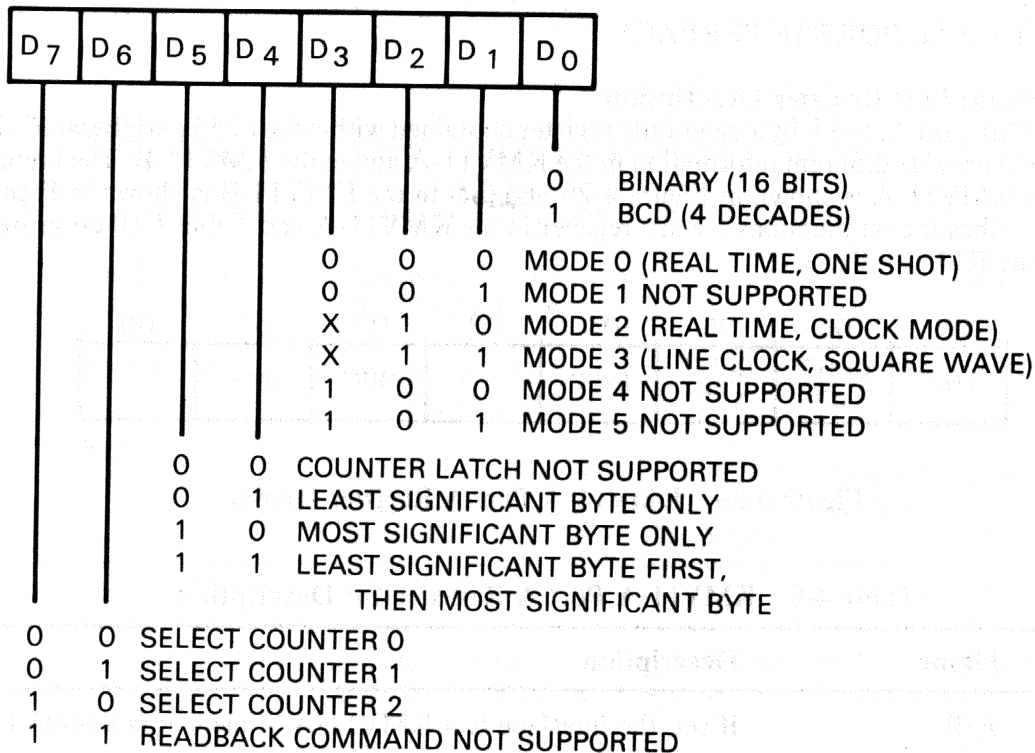 D7 D6 D5 D4 D3 D2 D1 D0
0 BINARY (16 BITS)
1 BCD (4 DECADES)
0 0 0 MODE 0 (REAL TIME, ONE SHOT)
0 0 1 MODE 1 NOT SUPPORTED
X 1 0 MODE 2 (REAL TIME, CLOCK MODE)
X 1 1 MODE 3 (LINE CLOCK, SQUARE WAVE)
1 0 0 MODE 4 NOT SUPPORTED
1 0 1 MODE 5 NOT SUPPORTED
0 0 COUNTER LATCH NOT SUPPORTED
0 1 LEAST SIGNIFICANT BYTE ONLY
1 0 MOST SIGNIFICANT BYTE ONLY
1 1 LEAST SIGNIFICANT BYTE FIRST,
THEN MOST SIGNIFICANT BYTE
0 0 SELECT COUNTER 0
0 1 SELECT COUNTER 1
1 0 SELECT COUNTER 2
1 1 READBACK COMMAND NOT SUPPORTED